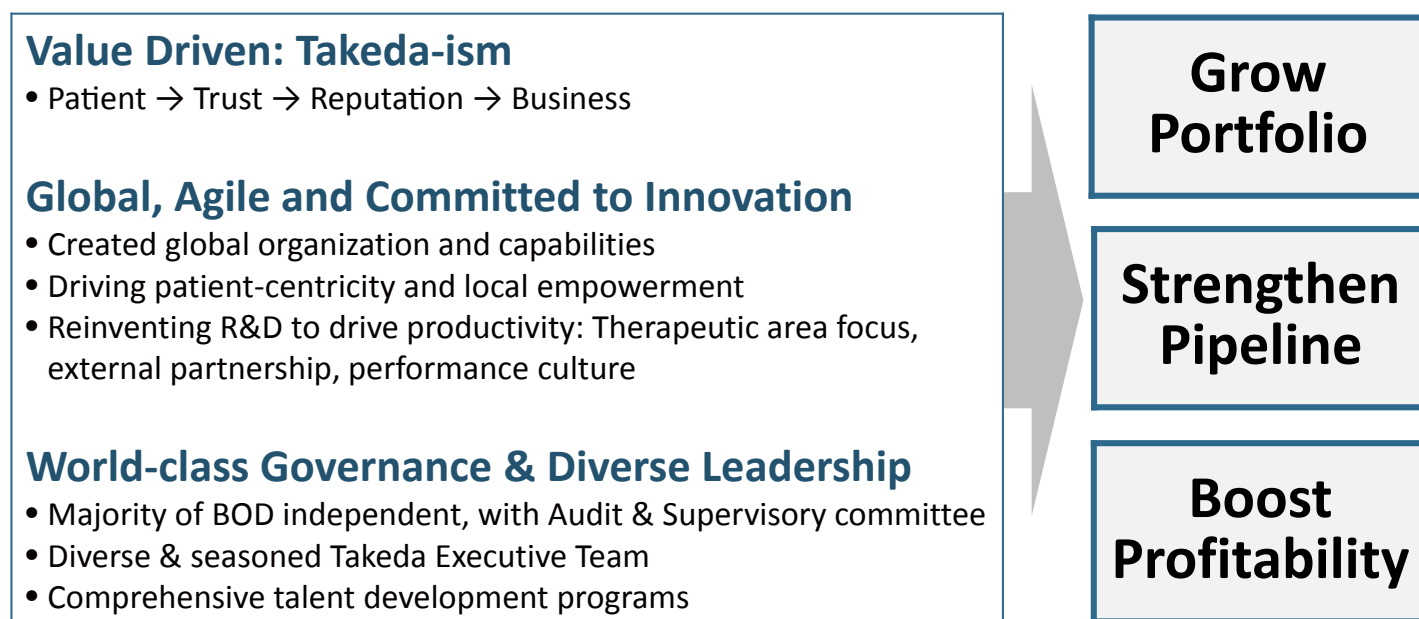 Value Driven: Takeda-ism
• Patient → Trust → Reputation → Business
Global, Agile and Committed to Innovation
• Created global organization and capabilities
• Driving patient-centricity and local empowerment
• Reinventing R&D to drive productivity: Therapeutic area focus,
external partnership, performance culture
World-class Governance & Diverse Leadership
• Majority of BOD independent, with Audit & Supervisory committee
• Diverse & seasoned Takeda Executive Team
• Comprehensive talent development programs
Grow
Portfolio
Strengthen
Pipeline
Boost
Profitability